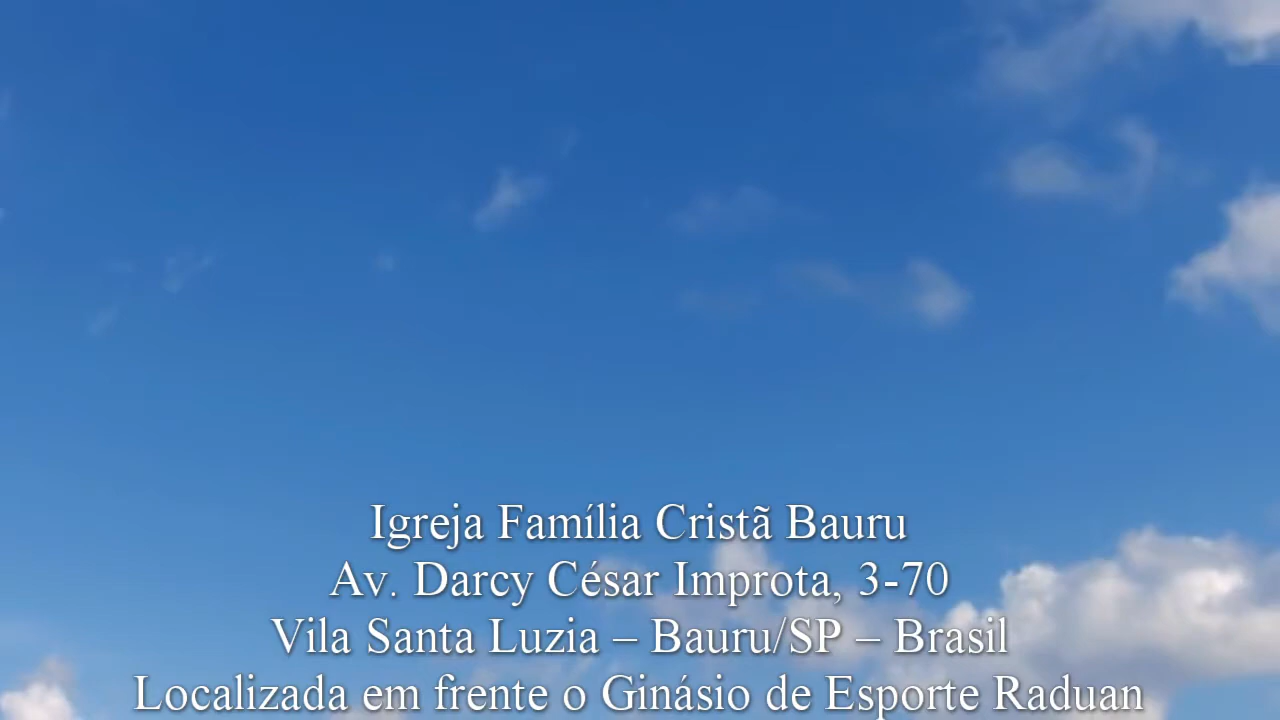 Igreja Família Cristã Bauru
Av. Darcy César Improta, 3-70
Vila Santa Luzia – Bauru/SP – Brasil
Localizada em frente o Ginásio de Esporte Raduan